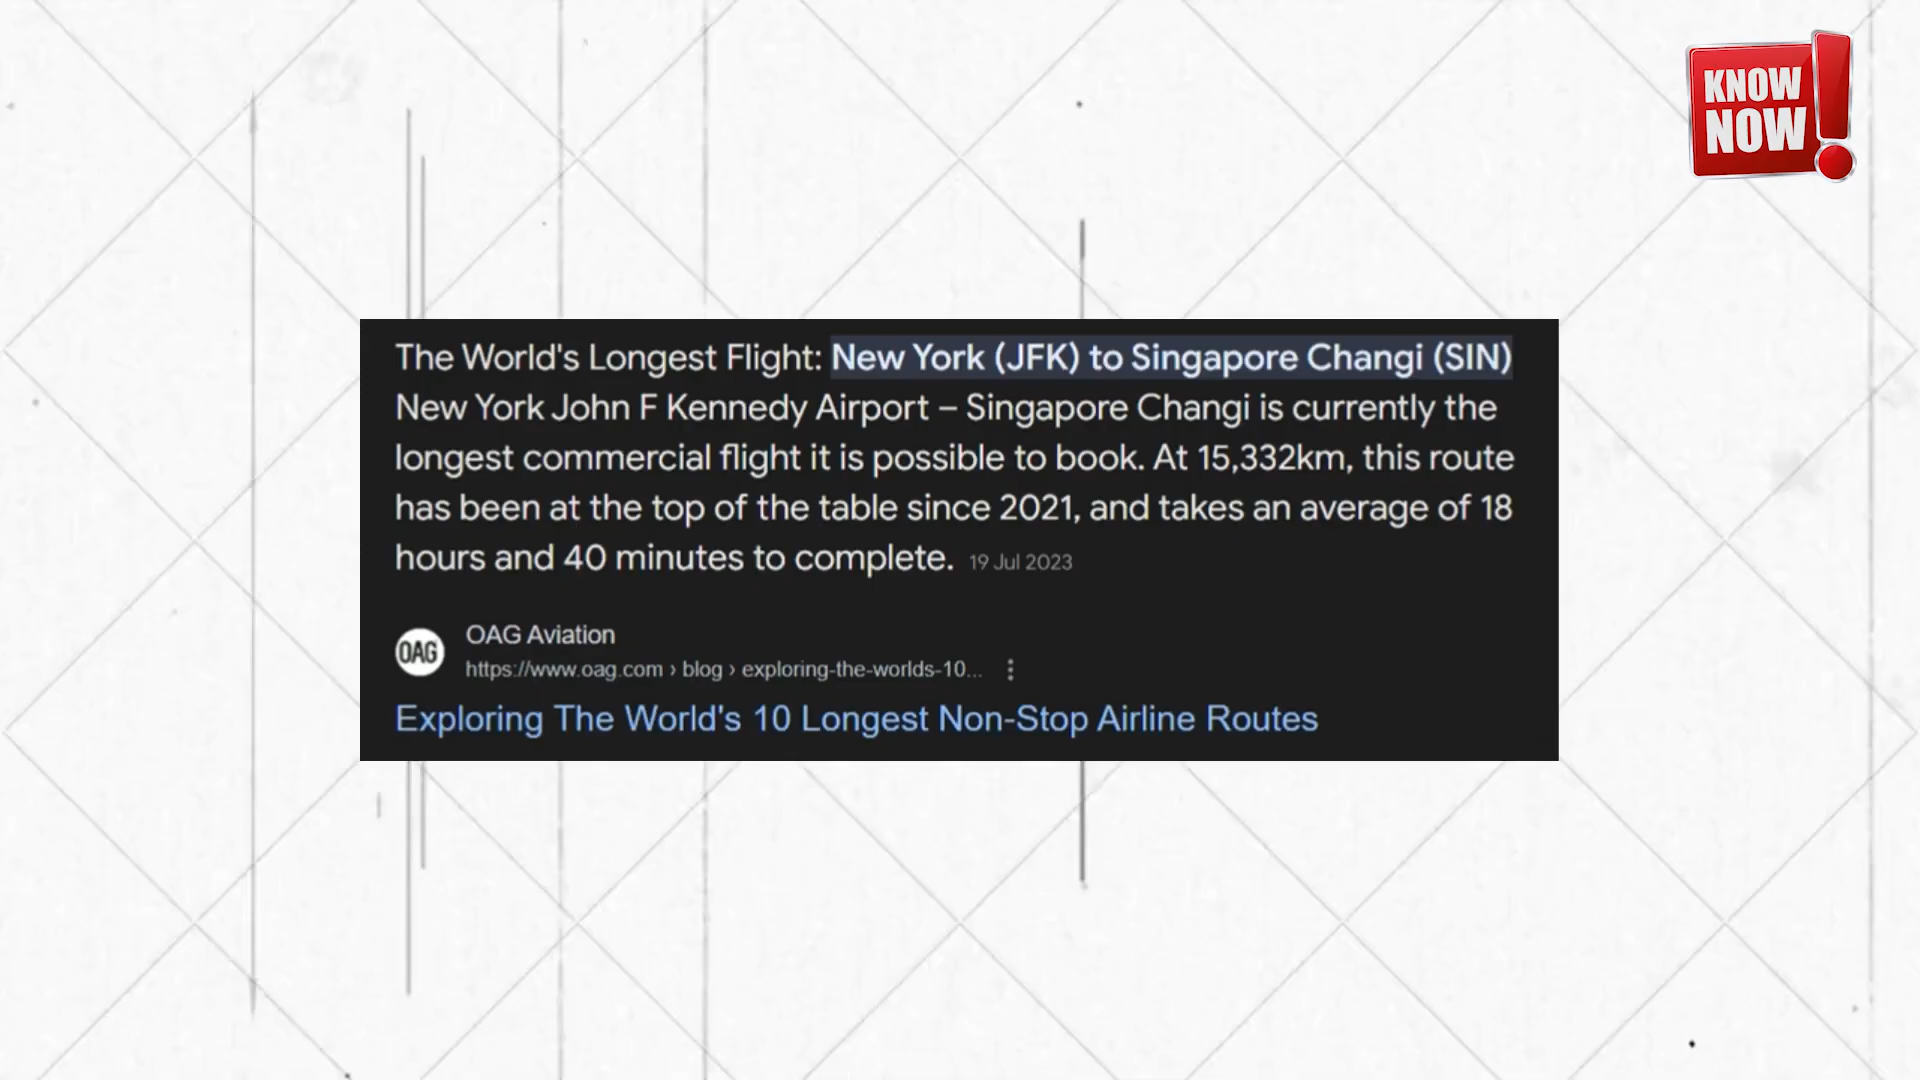 KNOW
NOW
The World's Longest Flight: New York (JFK) to Singapore Changi (SIN)
New York John F Kennedy Airport – Singapore Changi is currently the
longest commercial flight it is possible to book. At 15,332km, this route
has been at the top of the table since 2021, and takes an average of 18
hours and 40 minutes to complete. 19 Jul 2023
OAG
OAG Aviation
https://www.oag.com › blog › exploring-the-worlds-10...
Exploring The World's 10 Longest Non-Stop Airline Routes